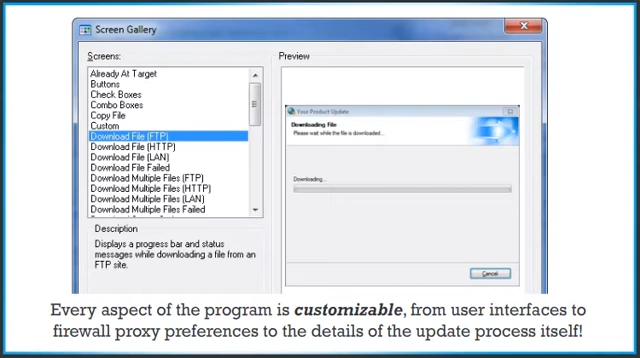 Screen Gallery
Screens:
Already At Target
Buttons
Check Boxes
Combo Boxes
Copy File
Custom
Download File (FTP)
Download File (HTTP)
Download File (LAN)
Download File Failed
Download Multiple Files (FTP)
Download Multiple Files (HTTP)
Download Multiple Files (LAN)
Download Multiple Files Failed
Description
Displays a progress bar and status
messages while downloading a file from an
FTP site.
Preview
Your Product Update
Downloading File
Please wait while the file is downloaded...
Downloading...
Cancel
Every aspect of the program is customizable, from user interfaces to
firewall proxy preferences to the details of the update process itself!